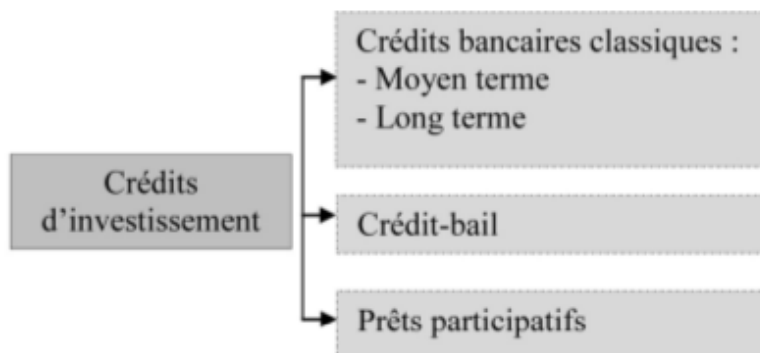 Crédits
d'investissement
Crédits bancaires classiques :
- Moyen terme
- Long terme
Crédit-bail
Prêts participatifs